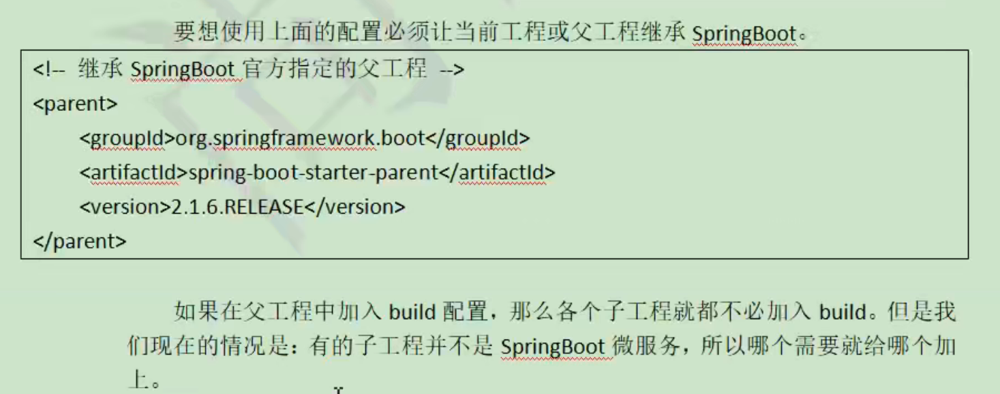 要想使用上面的配置必须让当前工程或父工程继承 SpringBoot。
<!-- 继承 SpringBoot 官方指定的父工程 -->
<parent>
<groupId>org.springframework.boot</groupId>
<artifactId>spring-boot-starter-parent</artifactId>
<version>2.1.6.RELEASE</version>
</parent>
如果在父工程中加入 build 配置，那么各个子工程就都不必加入 build。但是我
们现在的情况是：有的子工程并不是 SpringBoot 微服务，所以哪个需要就给哪个加
上。